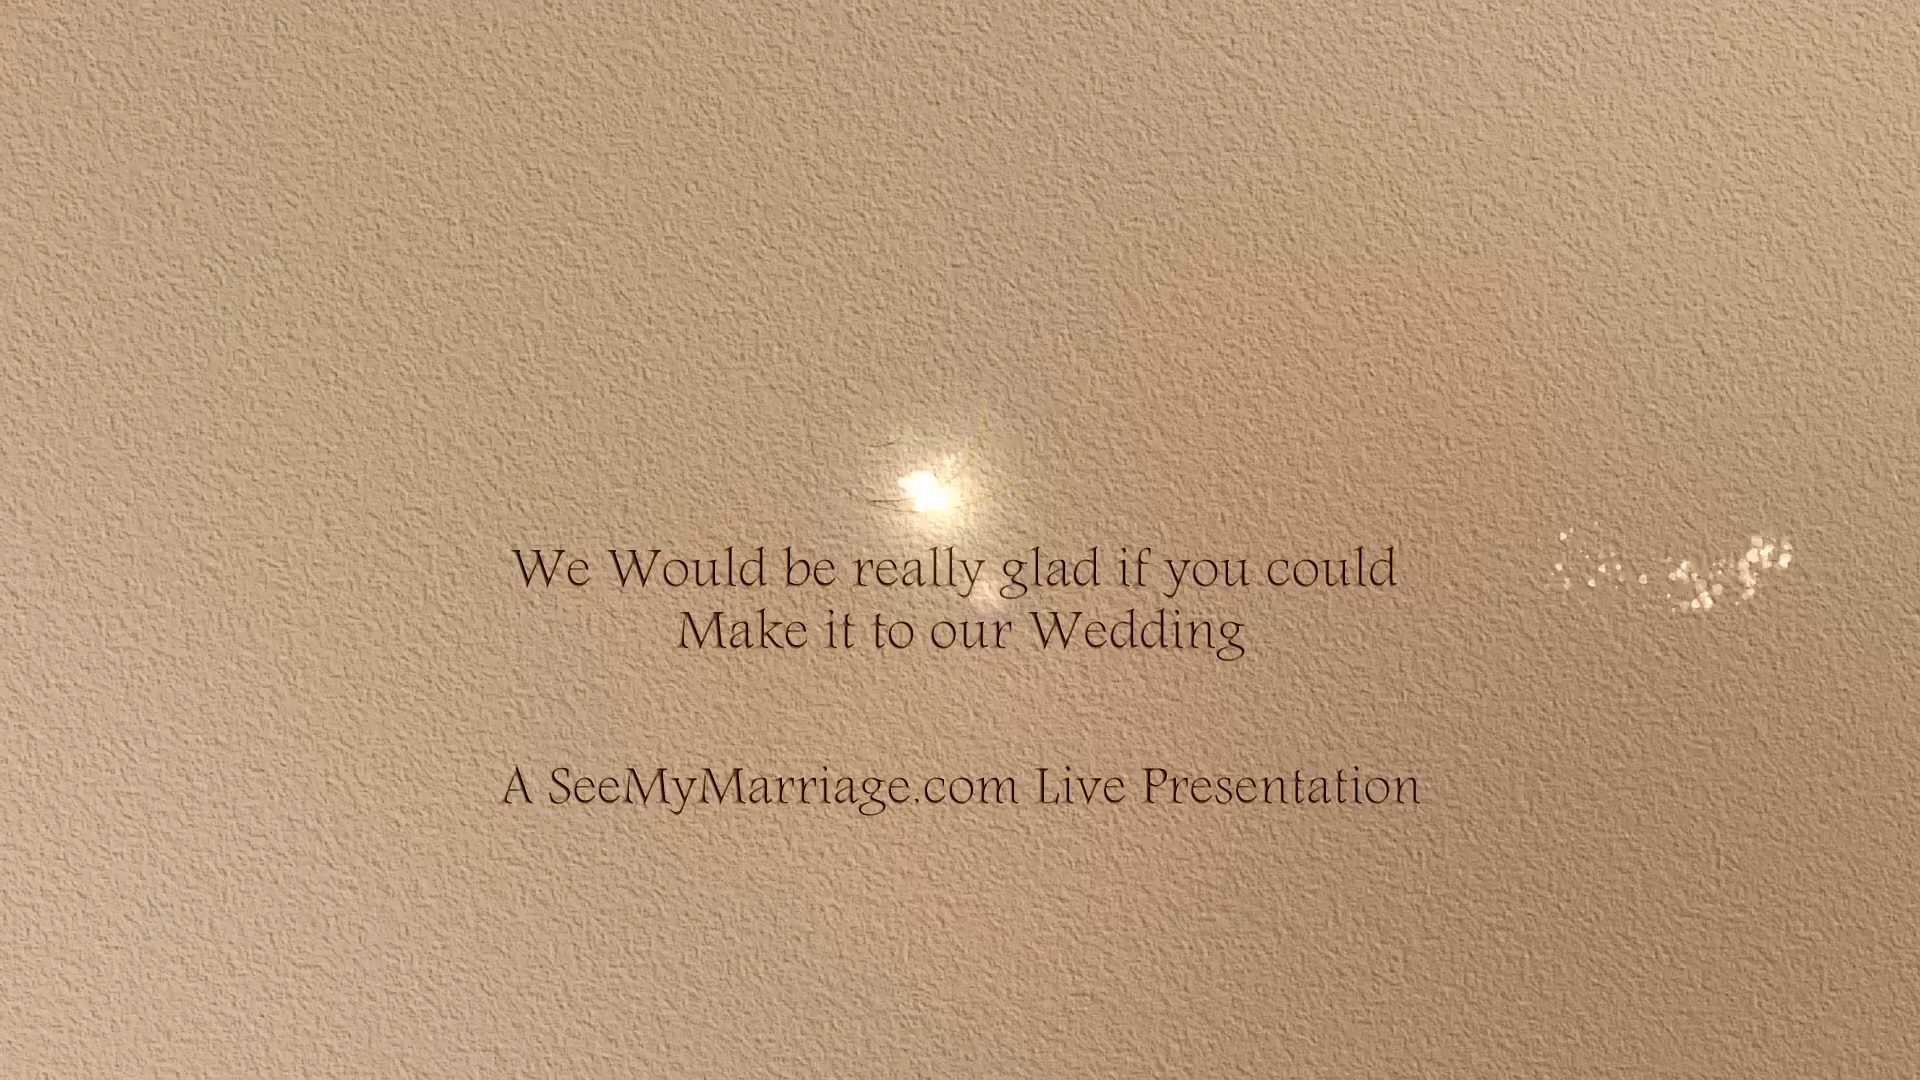 We Would be really glad if you could
Make it to our Wedding
A SeeMyMarriage.com Live Presentation